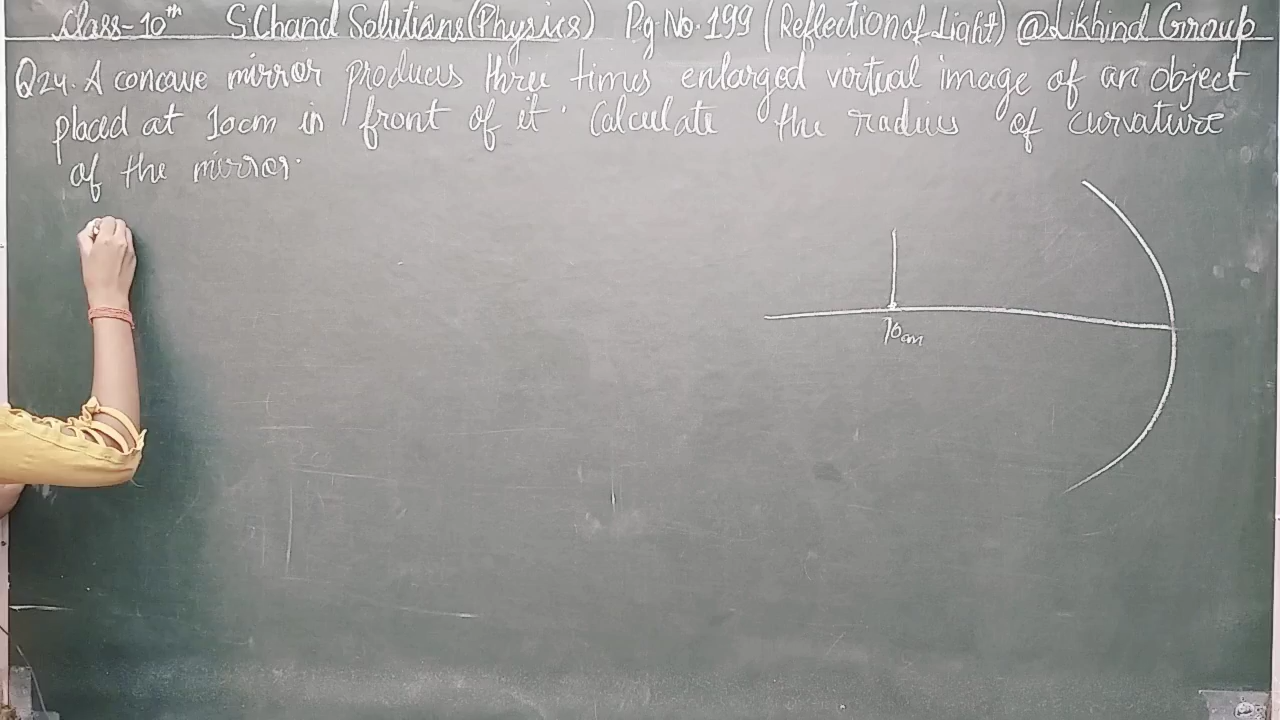 Class-10th S.Chand Solutions(Physics) Pg No.199 (Reflection of Light) @Likhind Group
Q24. A concave mirror produces three times enlarged virtual image of an object
placed at 10cm in front of it. Calculate the radius of curvature
of the mirror.
10cm